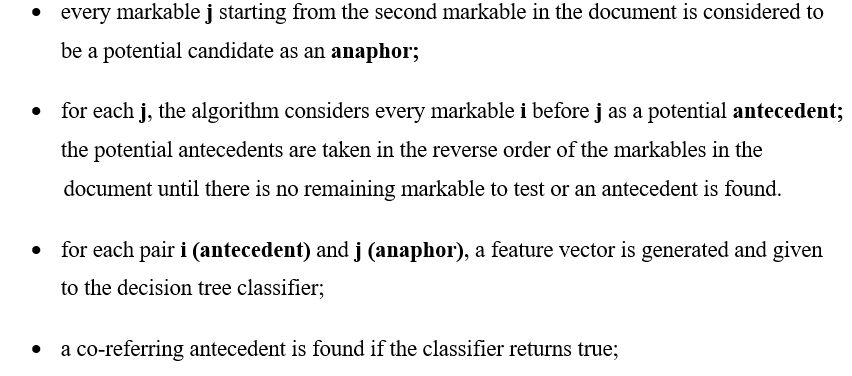 • every markable j starting from the second markable in the document is considered to
be a potential candidate as an anaphor;
• for each j, the algorithm considers every markable i before j as a potential antecedent;
the potential antecedents are taken in the reverse order of the markables in the
document until there is no remaining markable to test or an antecedent is found.
• for each pair i (antecedent) and j (anaphor), a feature vector is generated and given
to the decision tree classifier;
• a co-referring antecedent is found if the classifier returns true;